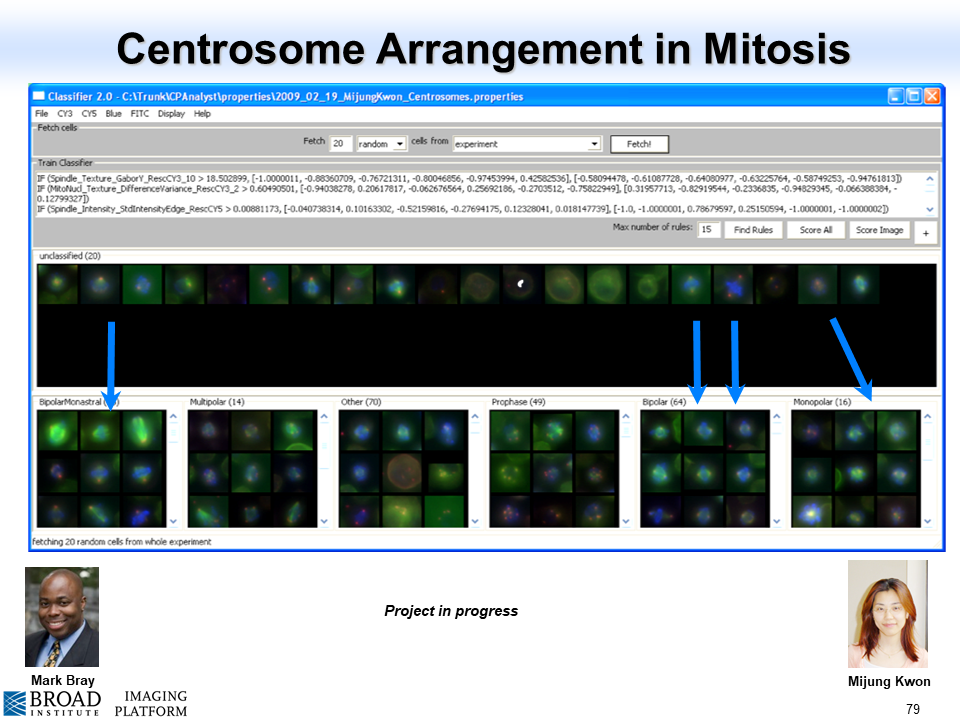 Centrosome Arrangement in Mitosis
Classifier 2.0 - C:\Trunk\CPAnalyst\properties\2009_02_19_MijungKwon_Centrosomes.properties
File CY3 CY5 Blue FITC Display Help
Fetch cells
Fetch 20 random cells from experiment Fetch!
Train Classifier
IF (Spindle_Texture_GaborY_RescCY3_10 > 18.502899, [-1.0000011, -0.88360709, -0.76721311, -0.80046856, -0.97453994, 0.42582536], [-0.58094478, -0.61087728, -0.64080977, -0.63225764, -0.58749253, -0.94761813])
IF (MitoNucl_Texture_DifferenceVariance_RescCY3_2 > 0.60490501, [-0.94038278, 0.20617817, -0.062676564, 0.25692186, -0.2703512, -0.75822949], [0.31957713, -0.82919544, -0.2336835, -0.94829345, -0.066388384, -
0.12799327])
IF (Spindle_Intensity_StdIntensityEdge_RescCY5 > 0.00881173, [-0.040738314, 0.10163302, -0.52159816, -0.27694175, 0.12328041, 0.018147739], [-1.0, -1.0000001, 0.78679597, 0.25150594, -1.0000001, -1.0000002])
Max number of rules: 15 Find Rules Score All Score Image +
unclassified (20)
BipolarMonastral Multipolar (14) Other (70) Prophase (49) Bipolar (64) Monopolar (16)
fetching 20 random cells from whole experiment
Project in progress
Mark Bray
Mijung Kwon
BROAD
INSTITUTE
IMAGING
PLATFORM
79